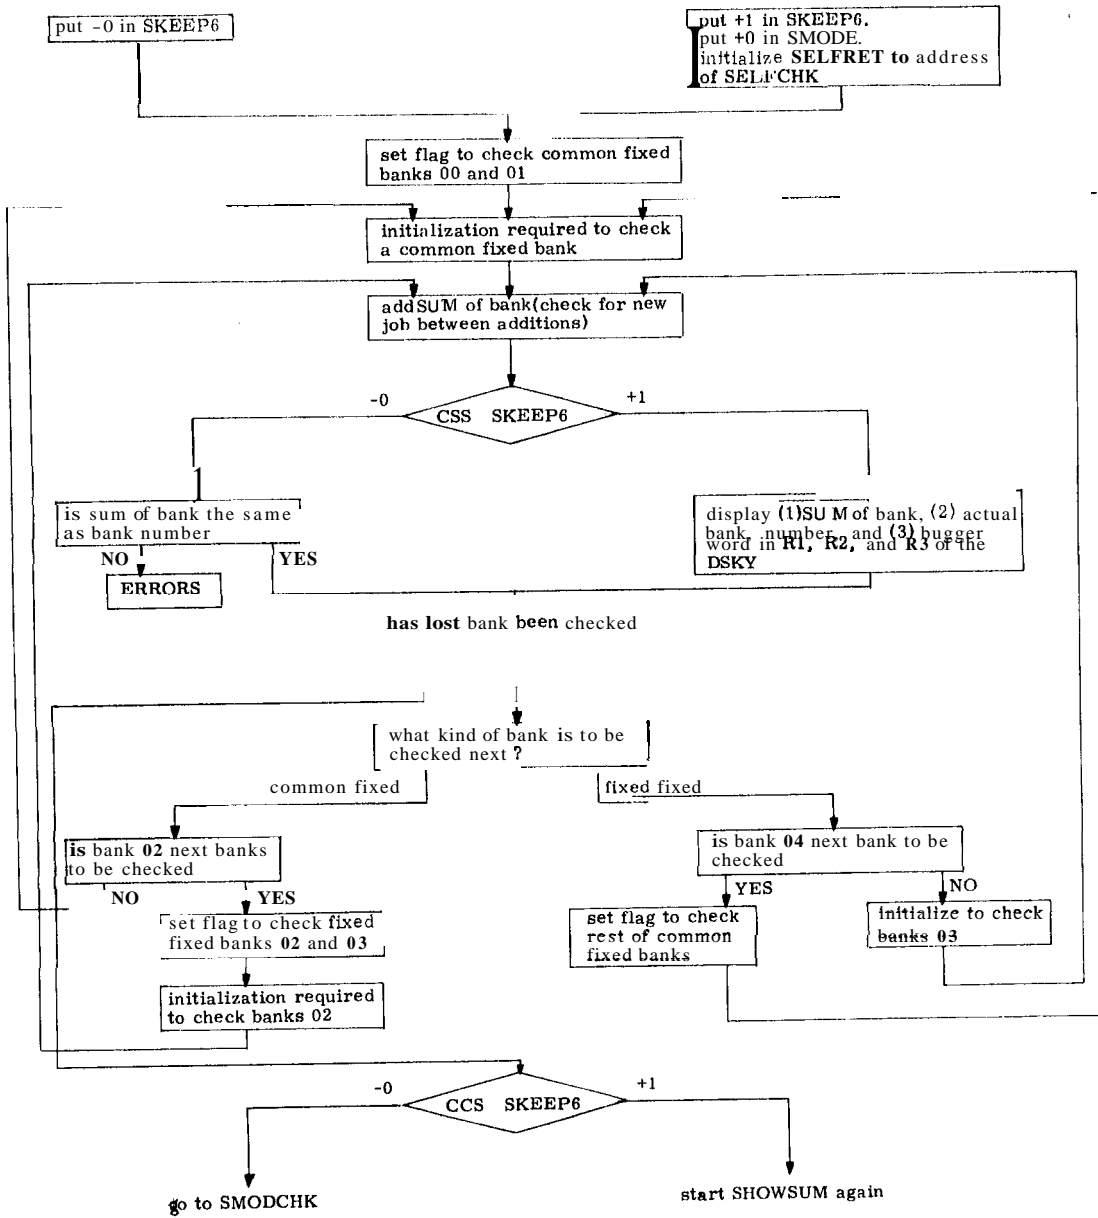 put -0 in SKEEP6
put +1 in SKEEP6.
put +0 in SMODE.
initialize SELFRET to address
of SELFCHK
set flag to check common fixed
banks 00 and 01
initialization required to check
a common fixed bank
add SUM of bank(check for new
job between additions)
-0
+1
CSS SKEEP6
is sum of bank the same
as bank number
NO
YES
ERRORS
display (1)SUM of bank, (2) actual
bank, number, and (3) bugger
word in R1, R2, and R3 of the
DSKY
has lost bank been checked
what kind of bank is to be
checked next ?
common fixed
fixed fixed
is bank 02 next banks
to be checked
NO
YES
set flag to check fixed
fixed banks 02 and 03
initialization required
to check banks 02
is bank 04 next bank to be
checked
YES
NO
set flag to check
rest of common
fixed banks
initialize to check
banks 03
-0
+1
CCS SKEEP6
go to SMODCHK
start SHOWSUM again